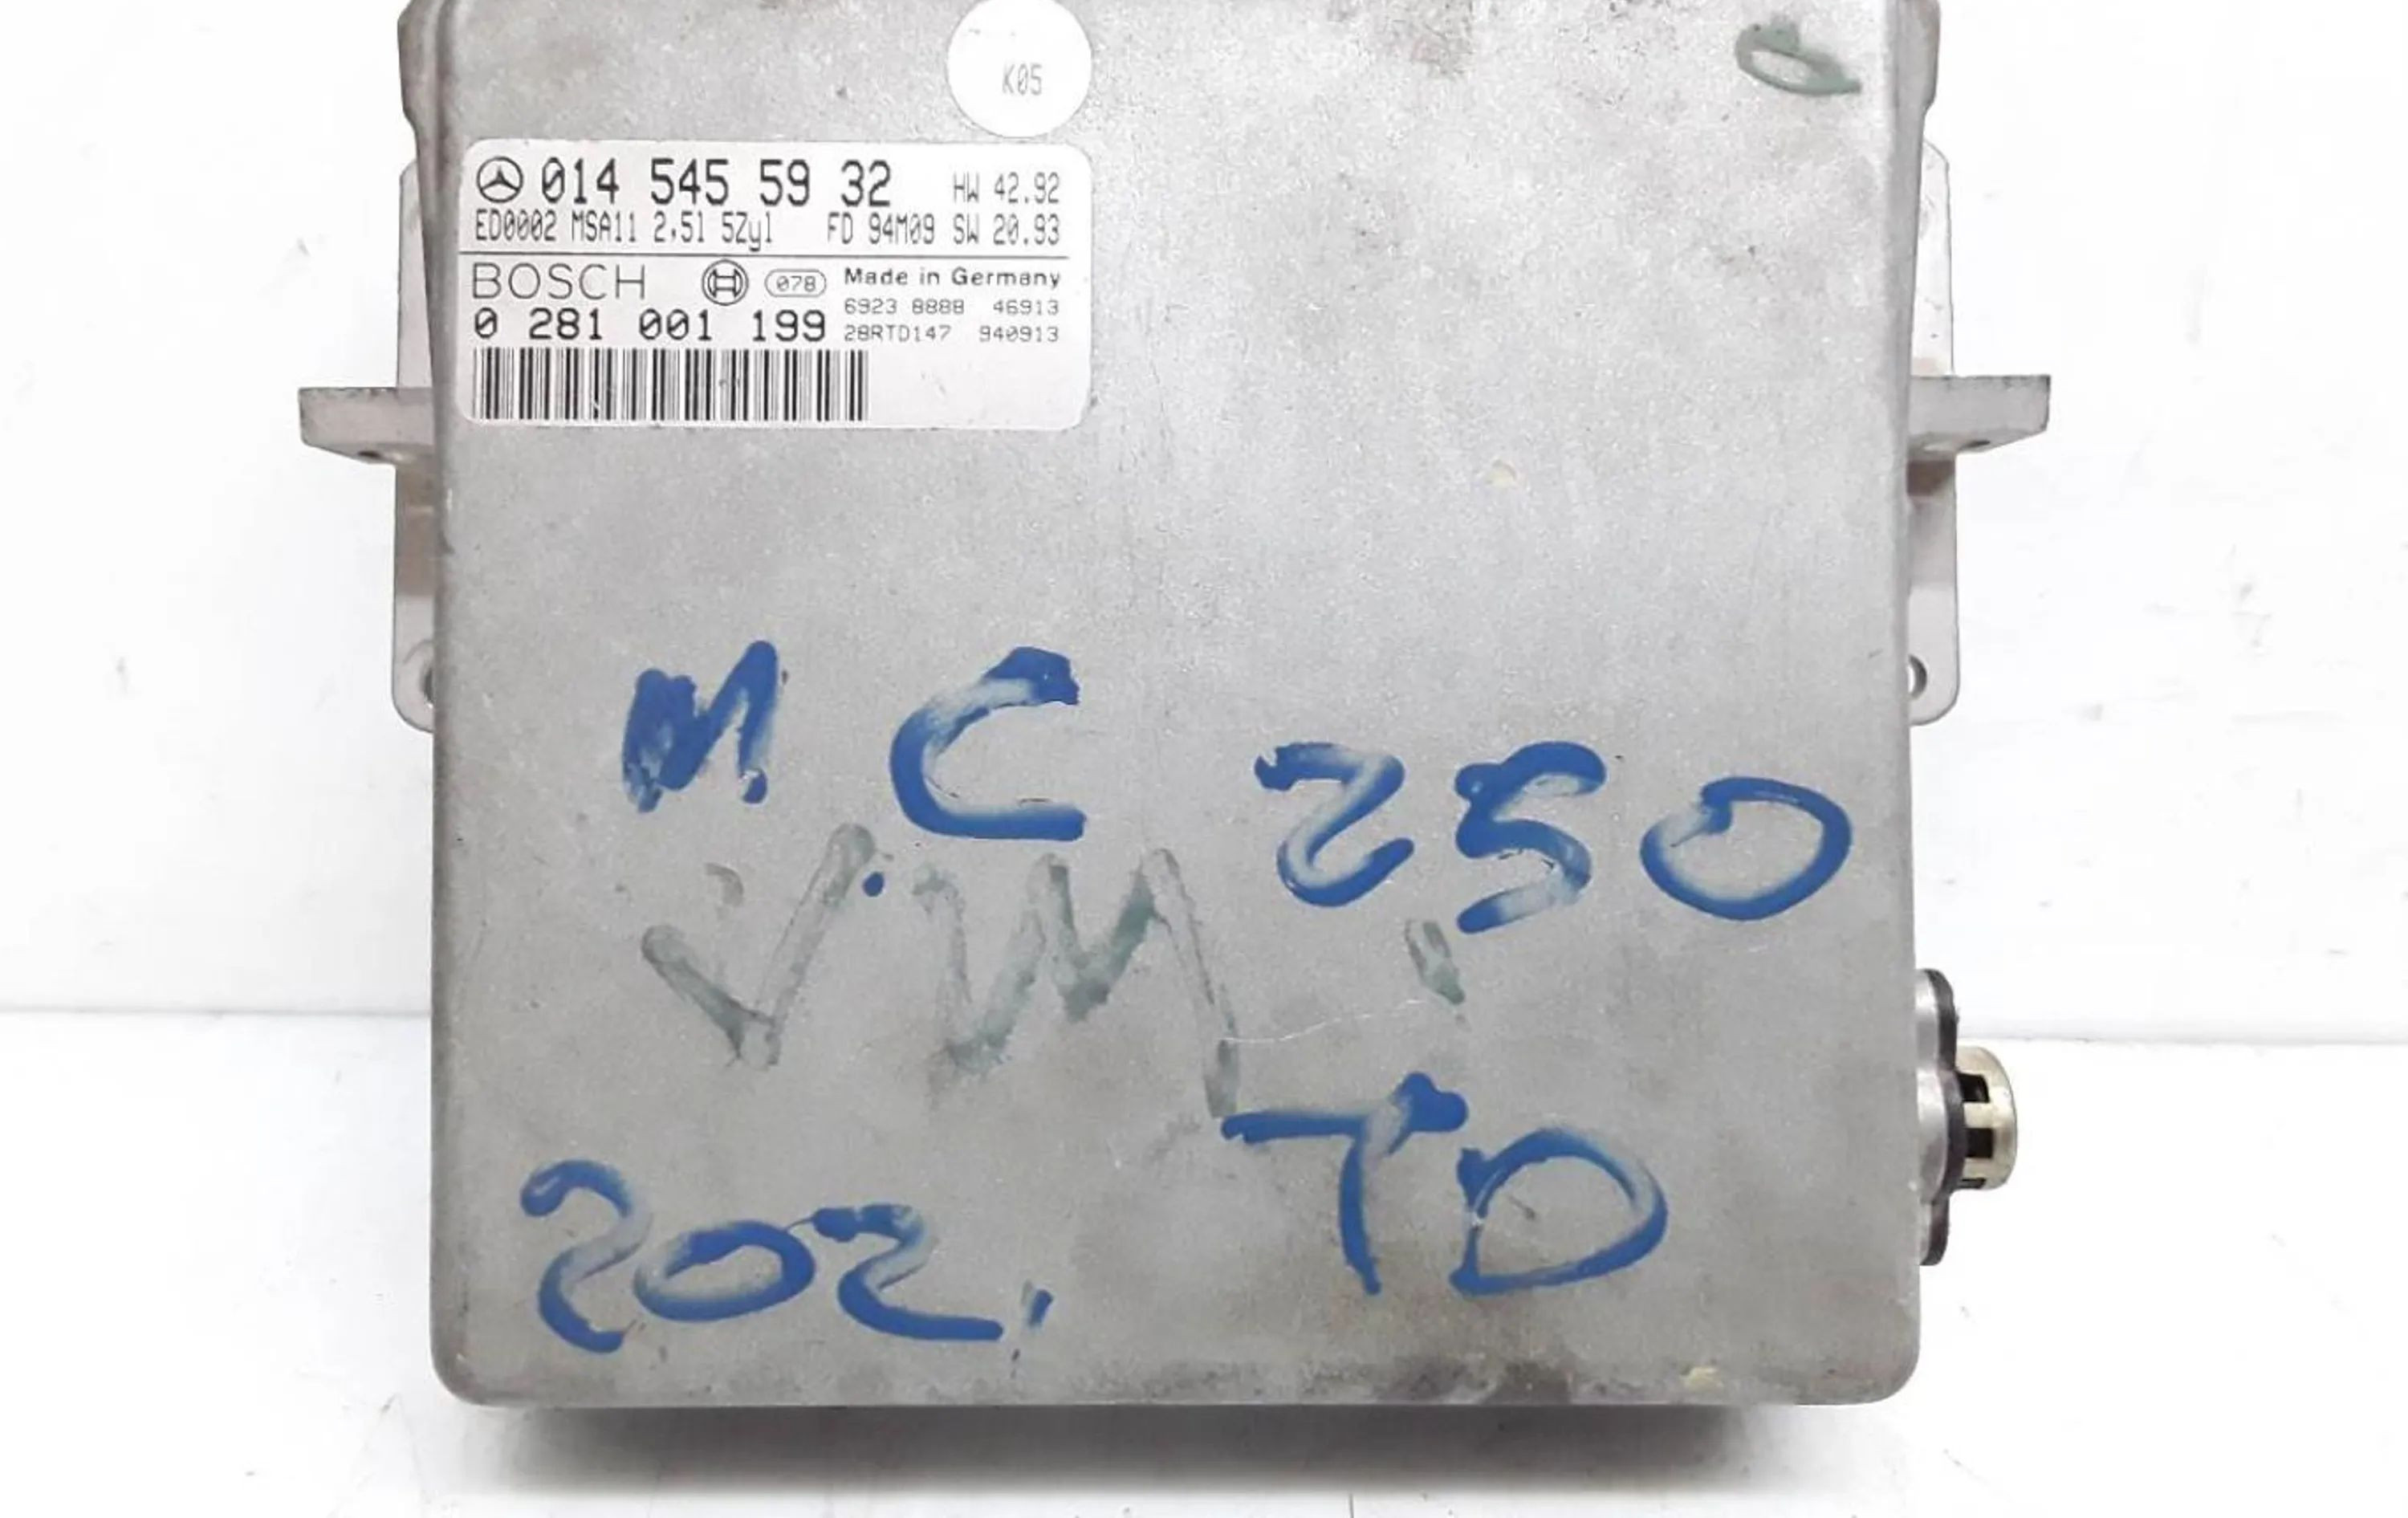 K05
014 545 59 32 HW 42.92
ED0002 MSA11 2,5l 5Zyl FD 94M09 SW 20.93
BOSCH 078 Made in Germany
6923 8888 46913
0 281 001 199 28RTD147 940913
M. C 250
VM
TD
202.